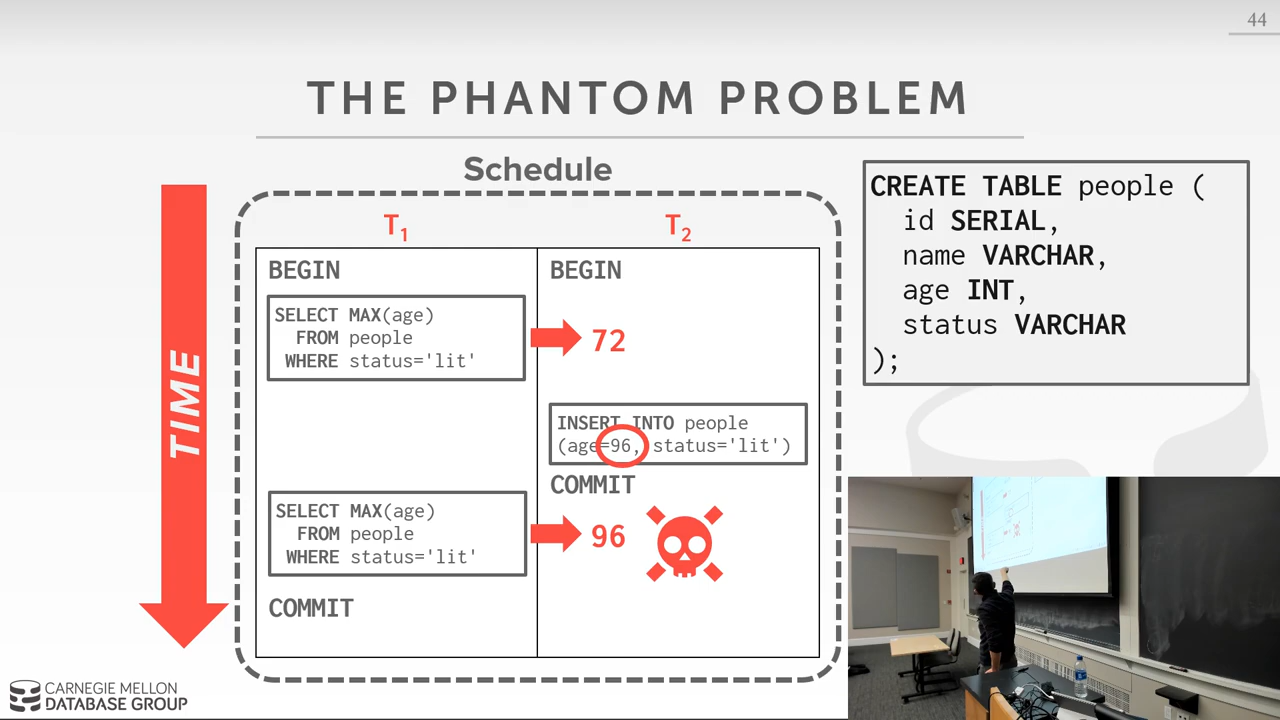 44
THE PHANTOM PROBLEM
Schedule
TIME
T1
T2
BEGIN
SELECT MAX(age)
FROM people
WHERE status='lit'
72
BEGIN
INSERT INTO people
(age=96, status='lit')
COMMIT
SELECT MAX(age)
FROM people
WHERE status='lit'
96
COMMIT
CREATE TABLE people (
id SERIAL,
name VARCHAR,
age INT,
status VARCHAR
);
CARNEGIE MELLON
DATABASE GROUP